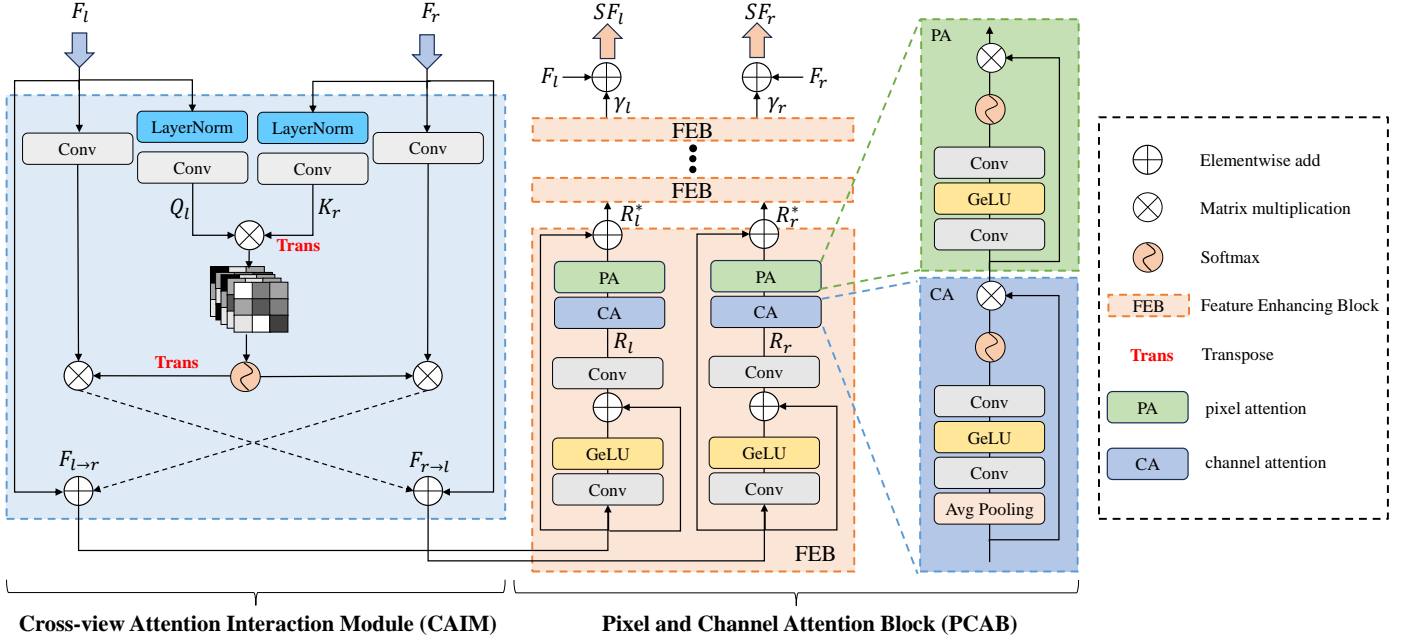 F_l
F_r
LayerNorm
LayerNorm
Conv
Conv
Conv
Conv
Q_l
K_r
Trans
Trans
F_{l→r}
F_{r→l}
Cross-view Attention Interaction Module (CAIM)
SF_l
SF_r
F_l
F_r
γ_l
γ_r
FEB
FEB
R_l^*
R_r^*
PA
PA
CA
CA
R_l
R_r
Conv
Conv
GeLU
GeLU
Conv
Conv
FEB
PA
Conv
GeLU
Conv
CA
Conv
GeLU
Conv
Avg Pooling
Pixel and Channel Attention Block (PCAB)
Elementwise add
Matrix multiplication
Softmax
FEB Feature Enhancing Block
Trans Transpose
PA pixel attention
CA channel attention